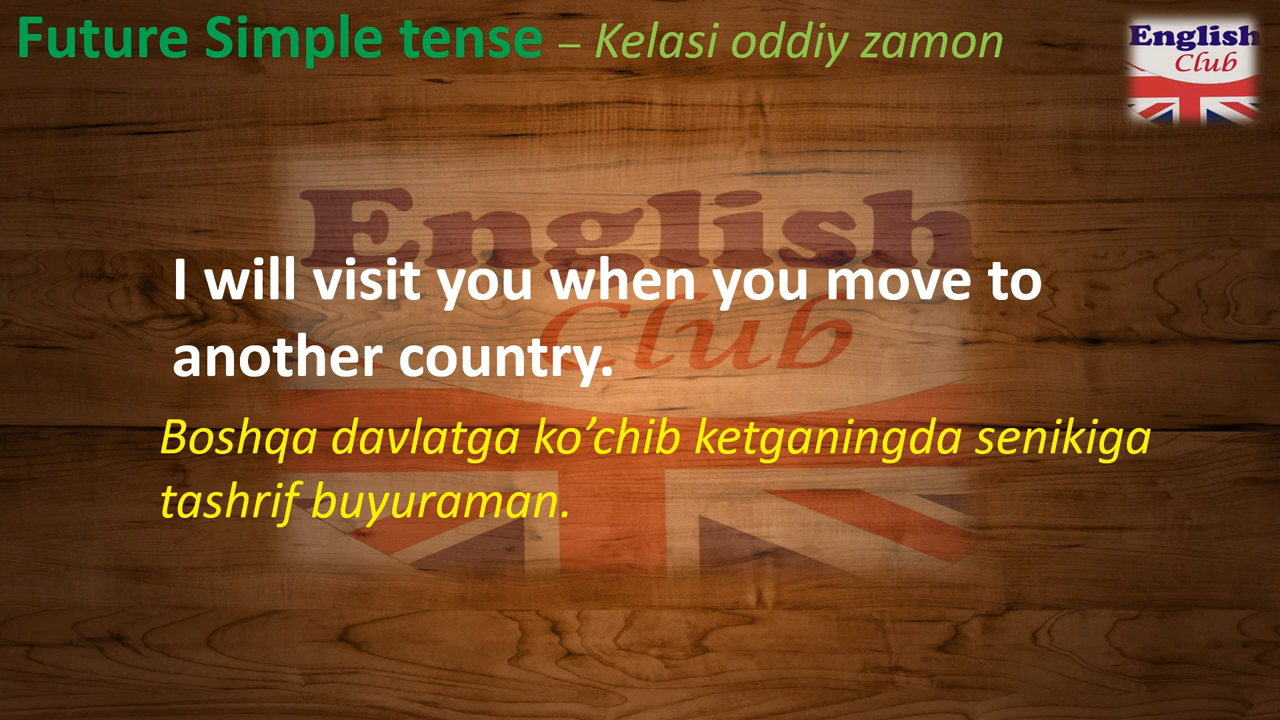 Future Simple tense – Kelasi oddiy zamon
English
Club
English
Club
I will visit you when you move to
another country.
Boshqa davlatga ko’chib ketganingda senikiga
tashrif buyuraman.